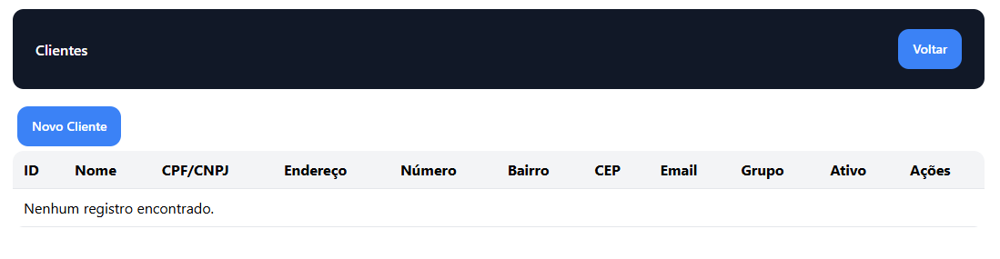 Clientes
Voltar
Novo Cliente
ID Nome CPF/CNPJ Endereço Número Bairro CEP Email Grupo Ativo Ações
Nenhum registro encontrado.